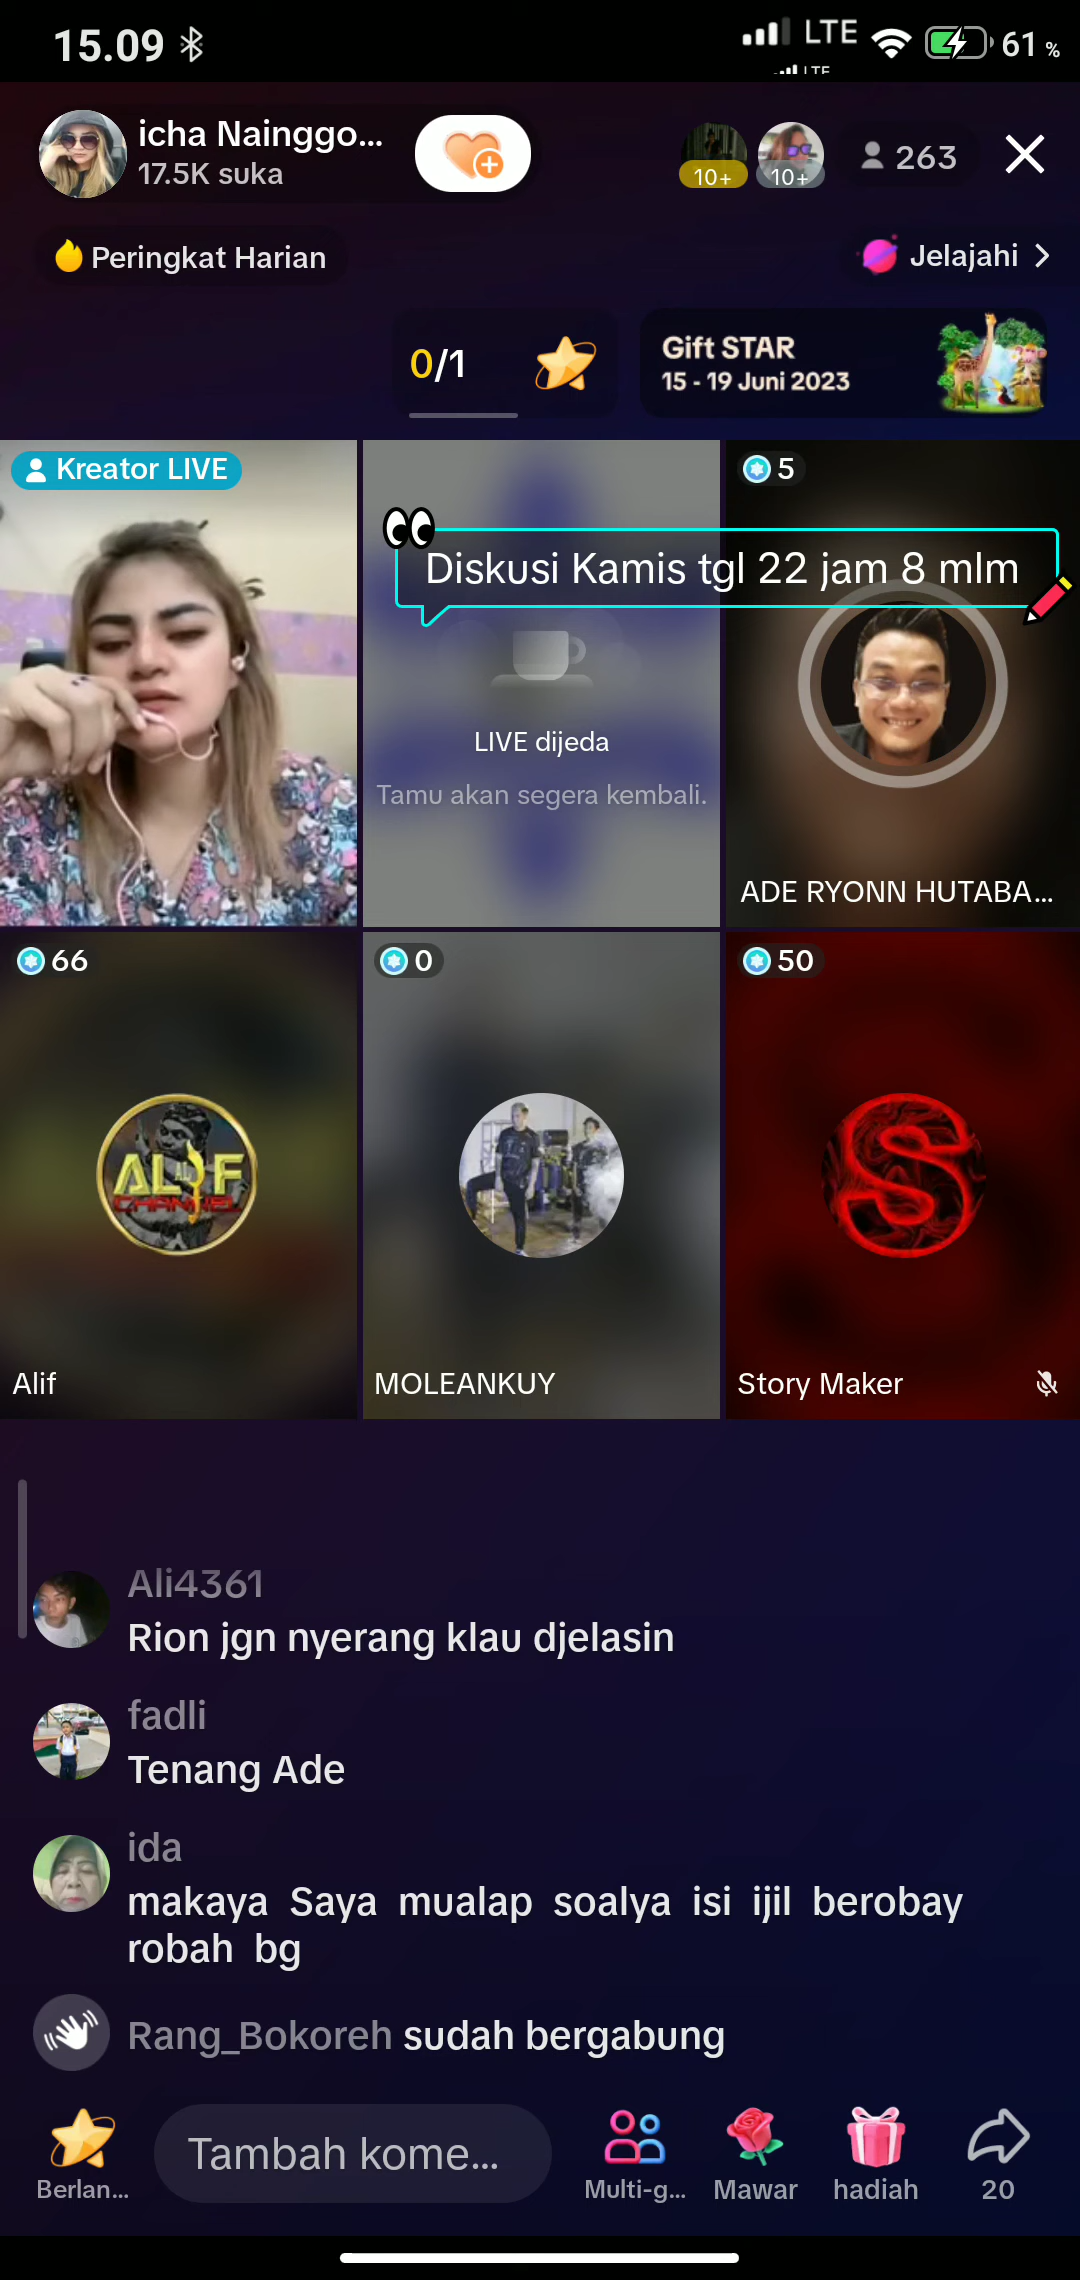 15.09
LTE
LTE
61 %
icha Nainggo...
17.5K suka
10+
10+
263
Peringkat Harian
Jelajahi
0/1
Gift STAR
15 - 19 Juni 2023
Kreator LIVE
5
Diskusi Kamis tgl 22 jam 8 mlm
LIVE dijeda
Tamu akan segera kembali.
ADE RYONN HUTABA...
66
0
50
ALIF
CHANNEL
S
Alif
MOLEANKUY
Story Maker
Ali4361
Rion jgn nyerang klau djelasin
fadli
Tenang Ade
ida
makaya Saya mualap soalya isi ijil berobay
robah bg
Rang_Bokoreh sudah bergabung
Tambah kome...
Berlan...
Multi-g...
Mawar
hadiah
20